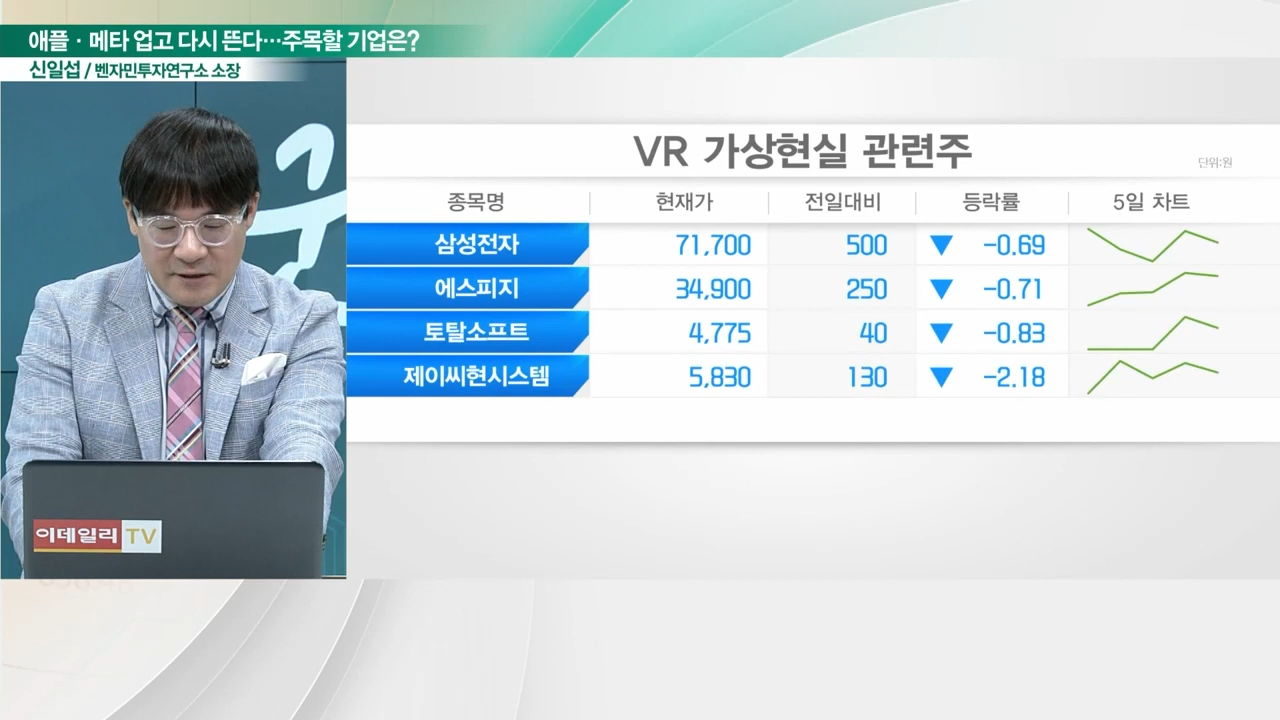 애플·메타 업고 다시 뜬다…주목할 기업은?
신일섭 / 벤자민투자연구소 소장
VR 가상현실 관련주
단위:원
종목명 현재가 전일대비 등락률 5일 차트
삼성전자 71,700 500 ▼ -0.69
에스피지 34,900 250 ▼ -0.71
토탈소프트 4,775 40 ▼ -0.83
제이씨현시스템 5,830 130 ▼ -2.18
이데일리 TV